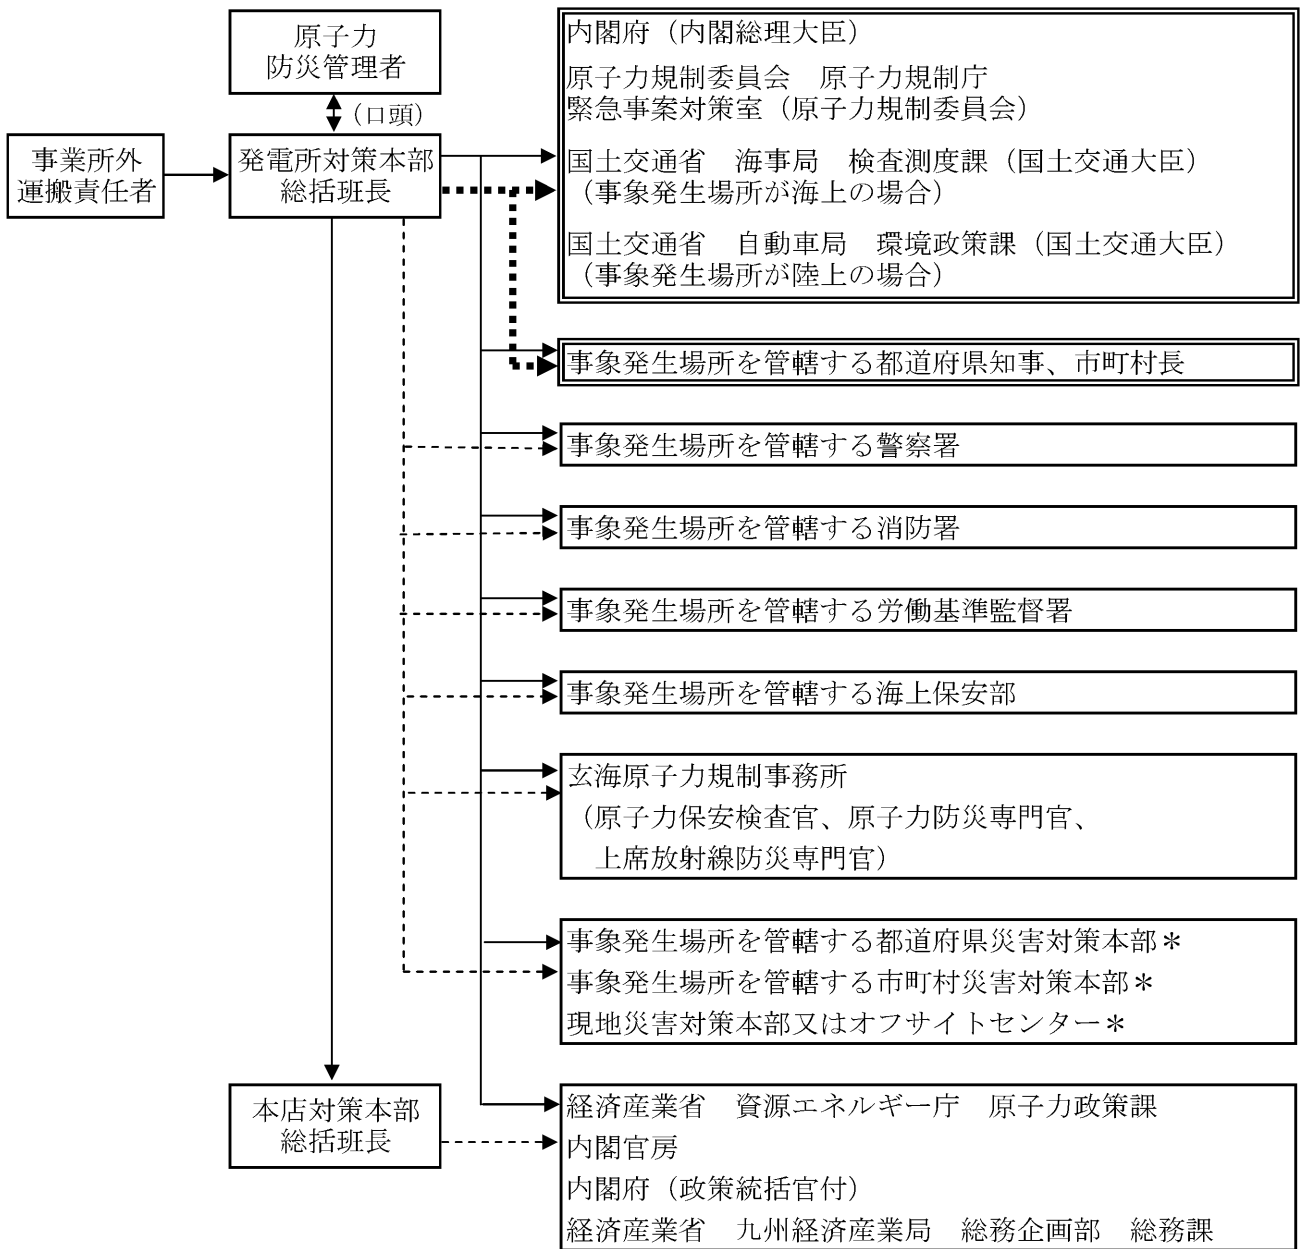 原子力
防災管理者
（口頭）
事業所外
運搬責任者
発電所対策本部
総括班長
内閣府（内閣総理大臣）
原子力規制委員会　原子力規制庁
緊急事案対策室（原子力規制委員会）
国土交通省　海事局　検査測度課（国土交通大臣）
（事象発生場所が海上の場合）
国土交通省　自動車局　環境政策課（国土交通大臣）
（事象発生場所が陸上の場合）
事象発生場所を管轄する都道府県知事、市町村長
事象発生場所を管轄する警察署
事象発生場所を管轄する消防署
事象発生場所を管轄する労働基準監督署
事象発生場所を管轄する海上保安部
玄海原子力規制事務所
（原子力保安検査官、原子力防災専門官、
上席放射線防災専門官）
事象発生場所を管轄する都道府県災害対策本部＊
事象発生場所を管轄する市町村災害対策本部＊
現地災害対策本部又はオフサイトセンター＊
本店対策本部
総括班長
経済産業省　資源エネルギー庁　原子力政策課
内閣官房
内閣府（政策統括官付）
経済産業省　九州経済産業局　総務企画部　総務課